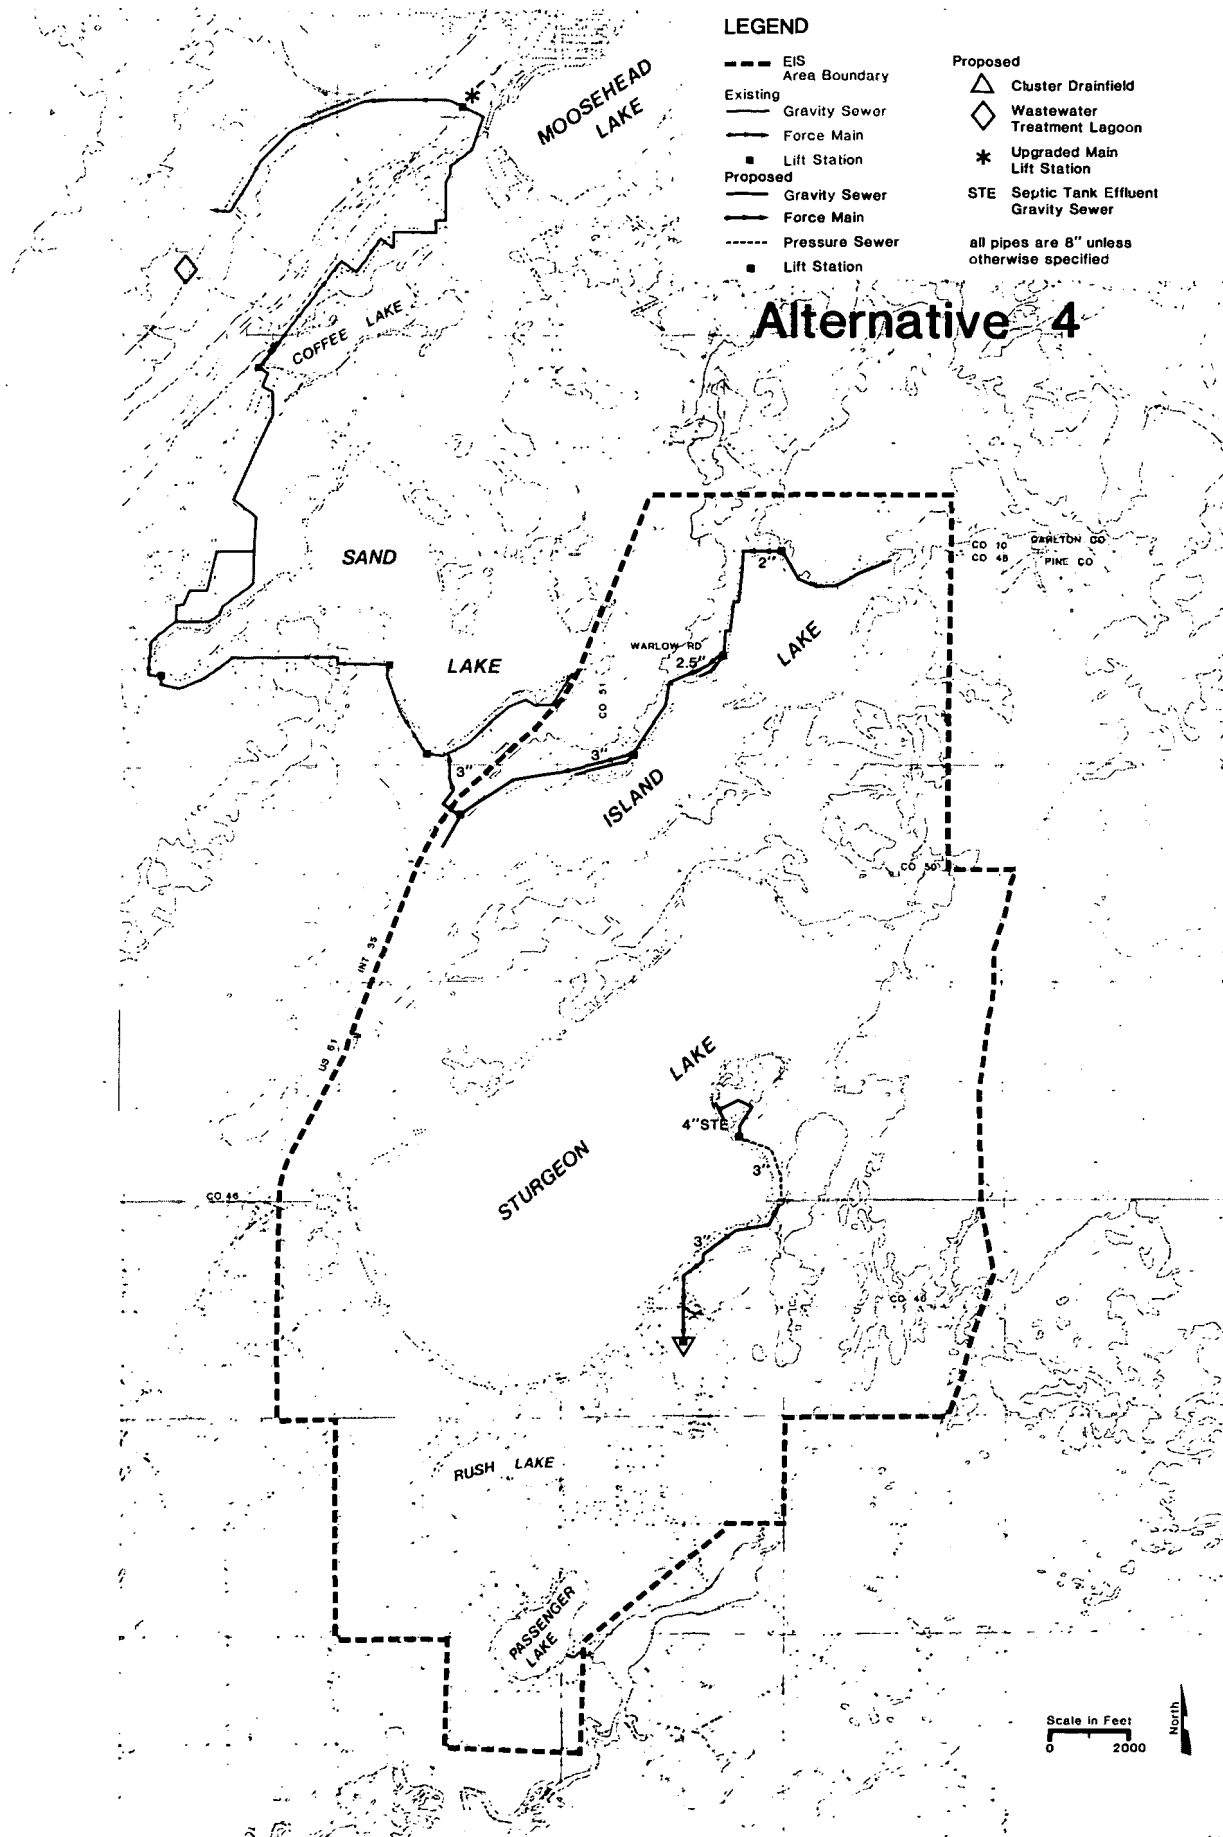 LEGEND
EIS
Area Boundary
Existing
Gravity Sewer
Force Main
Lift Station
Proposed
Gravity Sewer
Force Main
Pressure Sewer
Lift Station
Proposed
Cluster Drainfield
Wastewater
Treatment Lagoon
Upgraded Main
Lift Station
STE Septic Tank Effluent
Gravity Sewer
all pipes are 8" unless
otherwise specified
Alternative 4
MOOSEHEAD
LAKE
COFFEE LAKE
SAND
LAKE
CO 10
CO 48
CARLTON CO
PINE CO
2"
WARLOW RD
2.5"
LAKE
CO 51
3"
3"
ISLAND
CO 50
INT 35
US 61
LAKE
4"STE
3"
STURGEON
CO 46
3"
CO 46
RUSH LAKE
PASSENGER
LAKE
Scale in Feet
0 2000
North